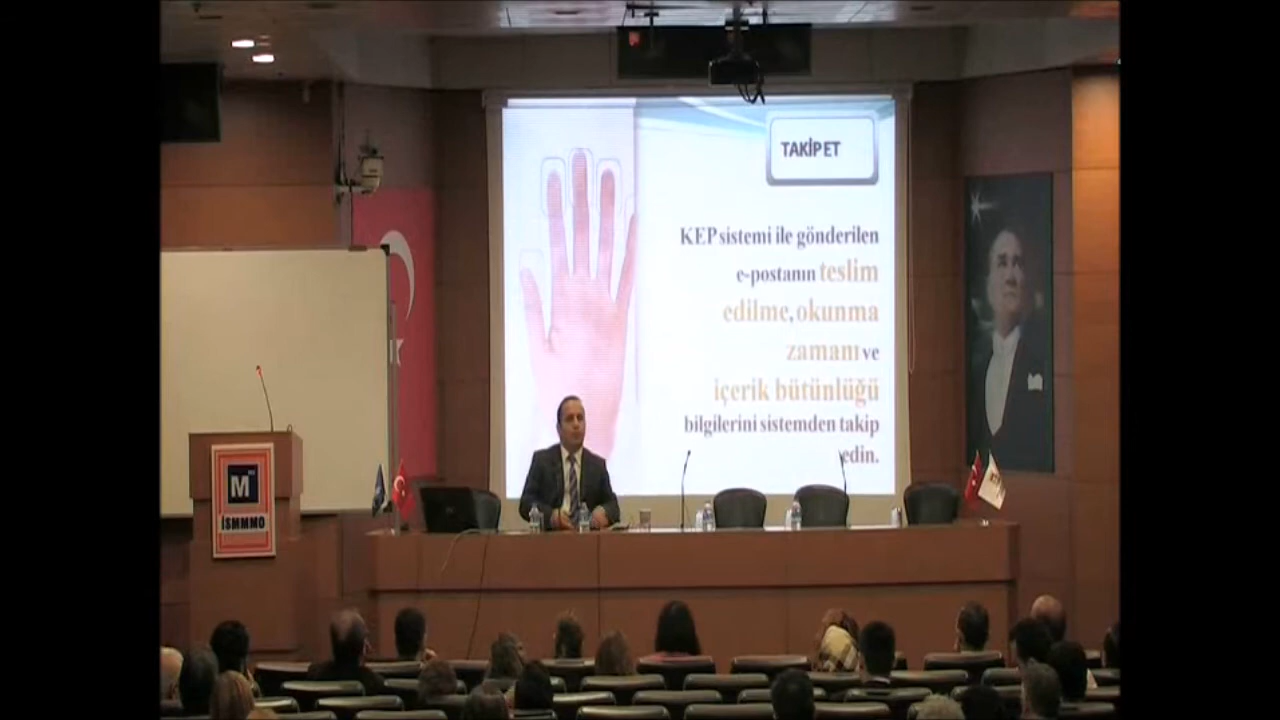 TAKİP ET
KEP sistemi ile gönderilen
e-postanın teslim
edilme, okunma
zamanı ve
içerik bütünlüğü
bilgilerini sistemden takip
edin.
M
İSMMMO